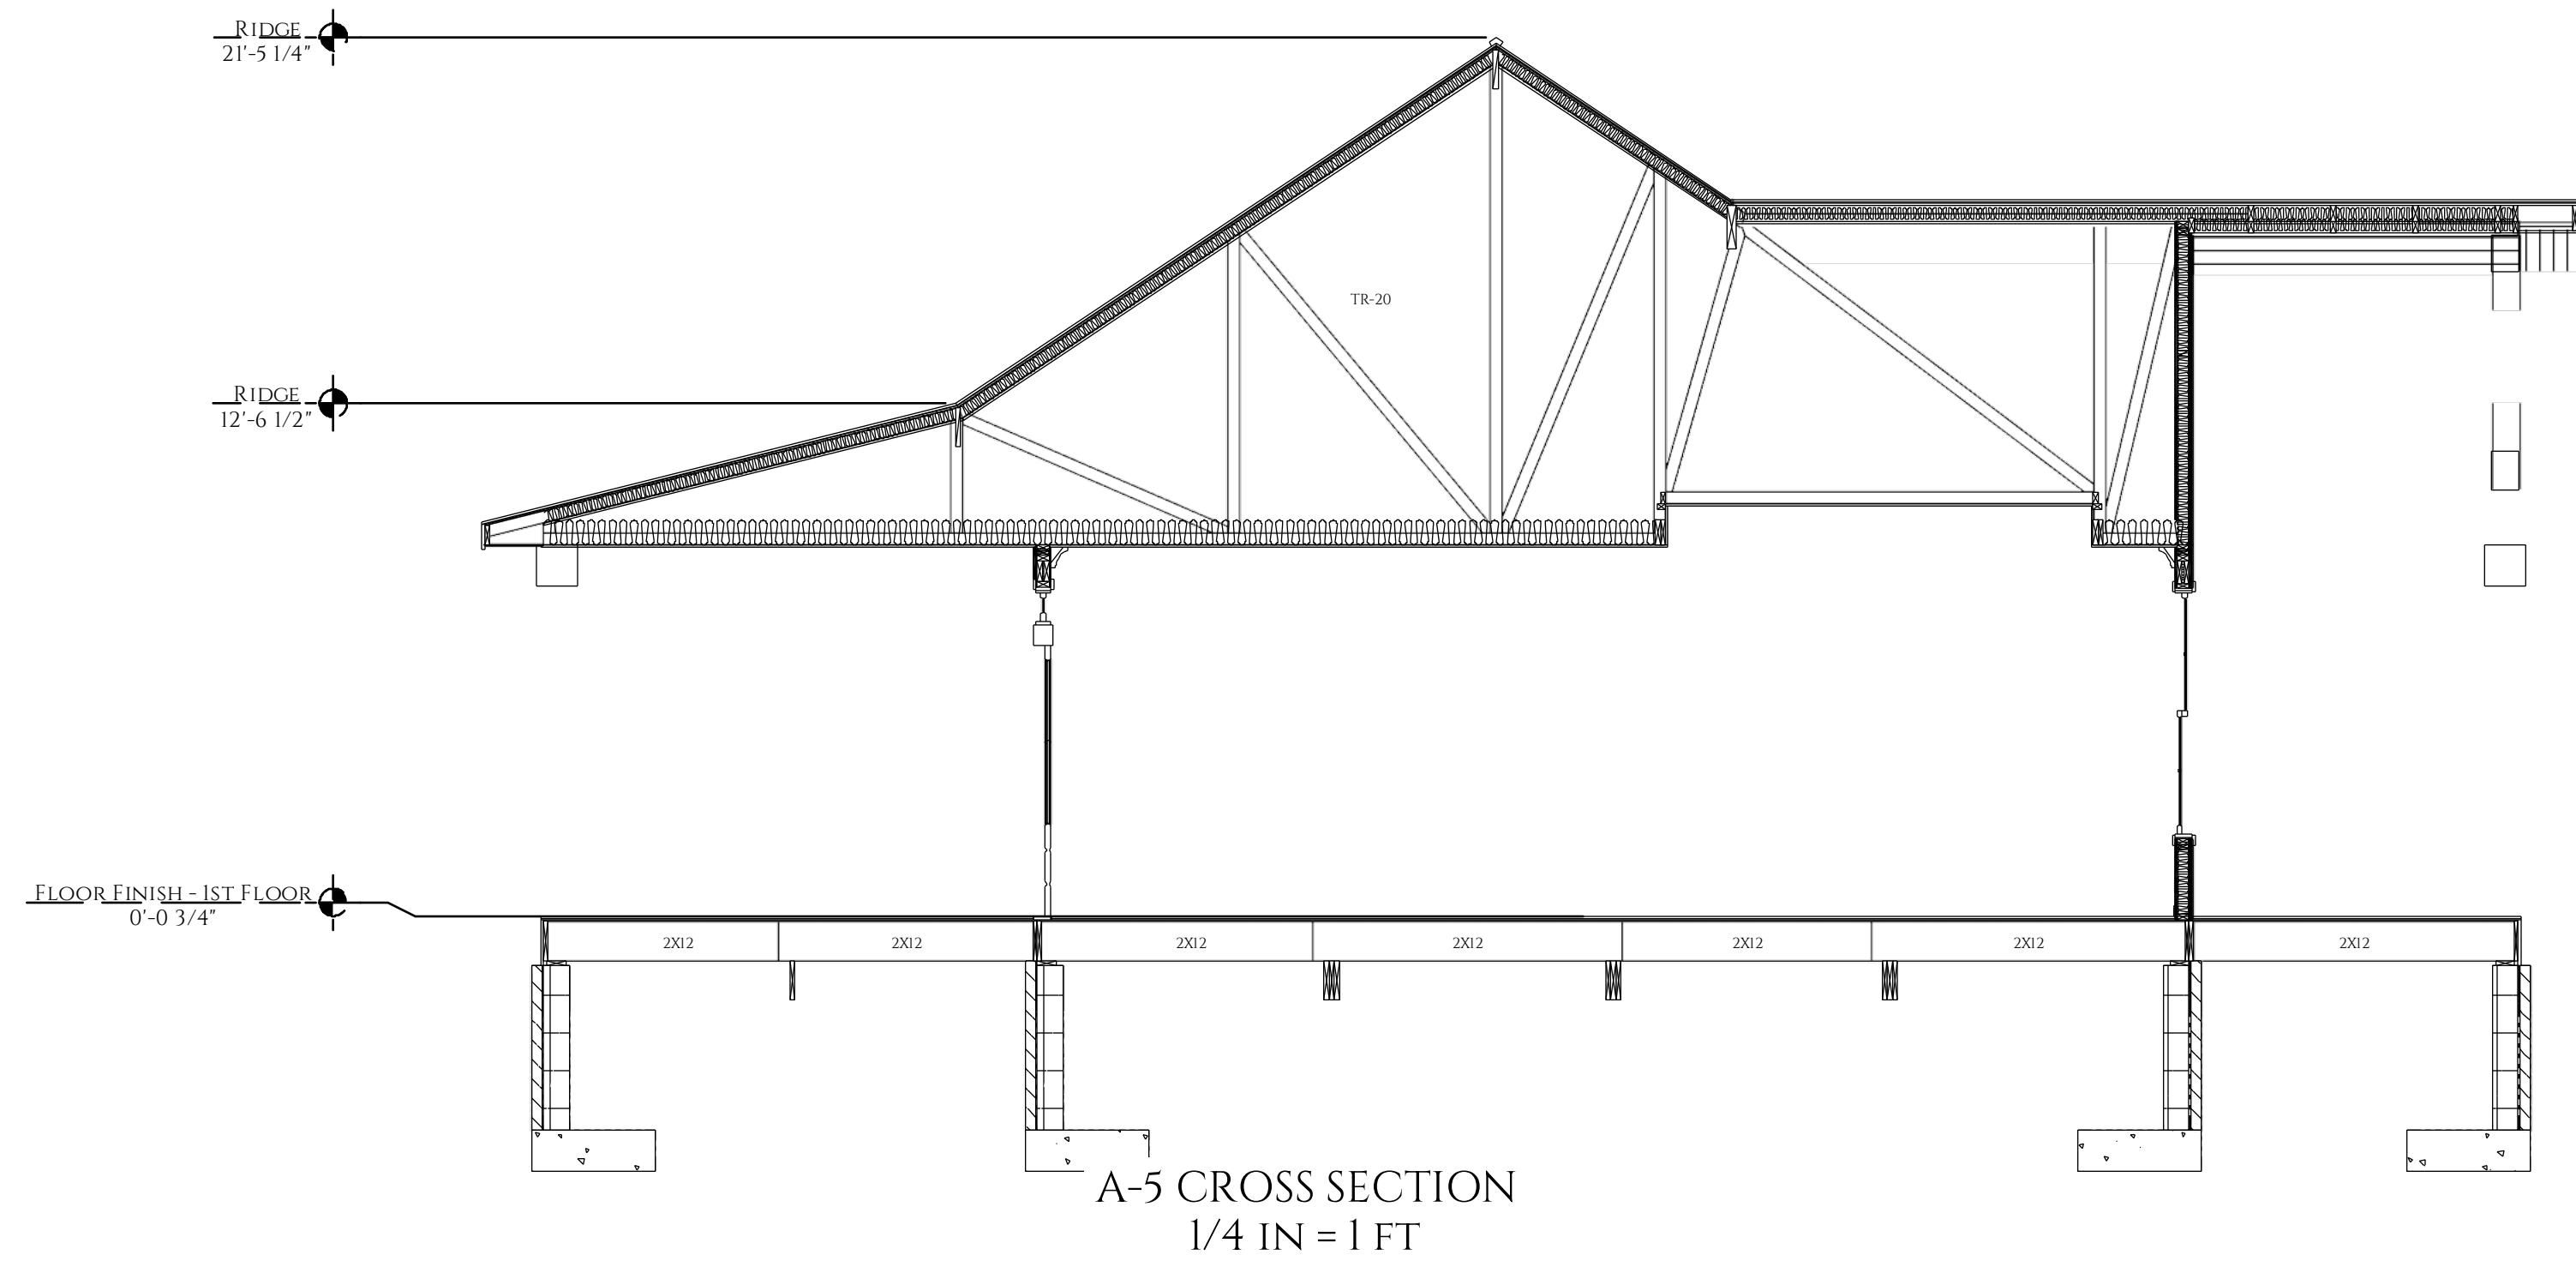 Ridge
21'-5 1/4"
TR-20
Ridge
12'-6 1/2"
Floor Finish - 1st Floor
0'-0 3/4"
2X12 2X12 2X12 2X12 2X12 2X12 2X12
A-5 CROSS SECTION
1/4 IN = 1 FT